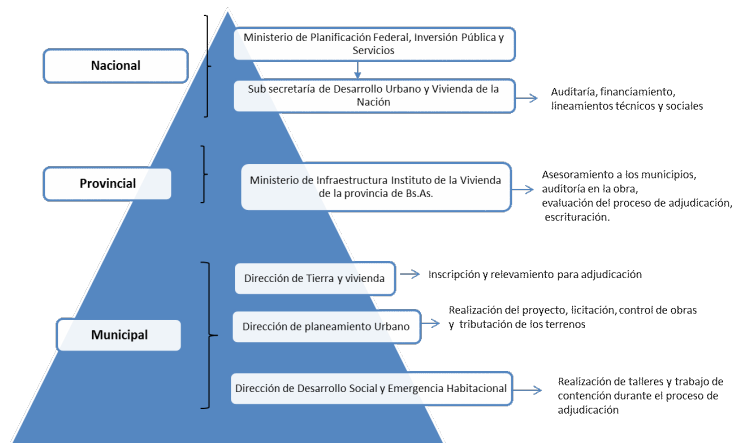 Nacional
Ministerio de Planificación Federal, Inversión Pública y
Servicios
Sub secretaría de Desarrollo Urbano y Vivienda de la
Nación
Auditaría, financiamiento,
lineamientos técnicos y sociales
Provincial
Ministerio de Infraestructura Instituto de la Vivienda
de la provincia de Bs.As.
Asesoramiento a los municipios,
auditoría en la obra,
evaluación del proceso de adjudicación,
escrituración.
Municipal
Dirección de Tierra y vivienda
Inscripción y relevamiento para adjudicación
Dirección de planeamiento Urbano
Realización del proyecto, licitación, control de obras
y tributación de los terrenos
Dirección de Desarrollo Social y Emergencia Habitacional
Realización de talleres y trabajo de
contención durante el proceso de
adjudicación